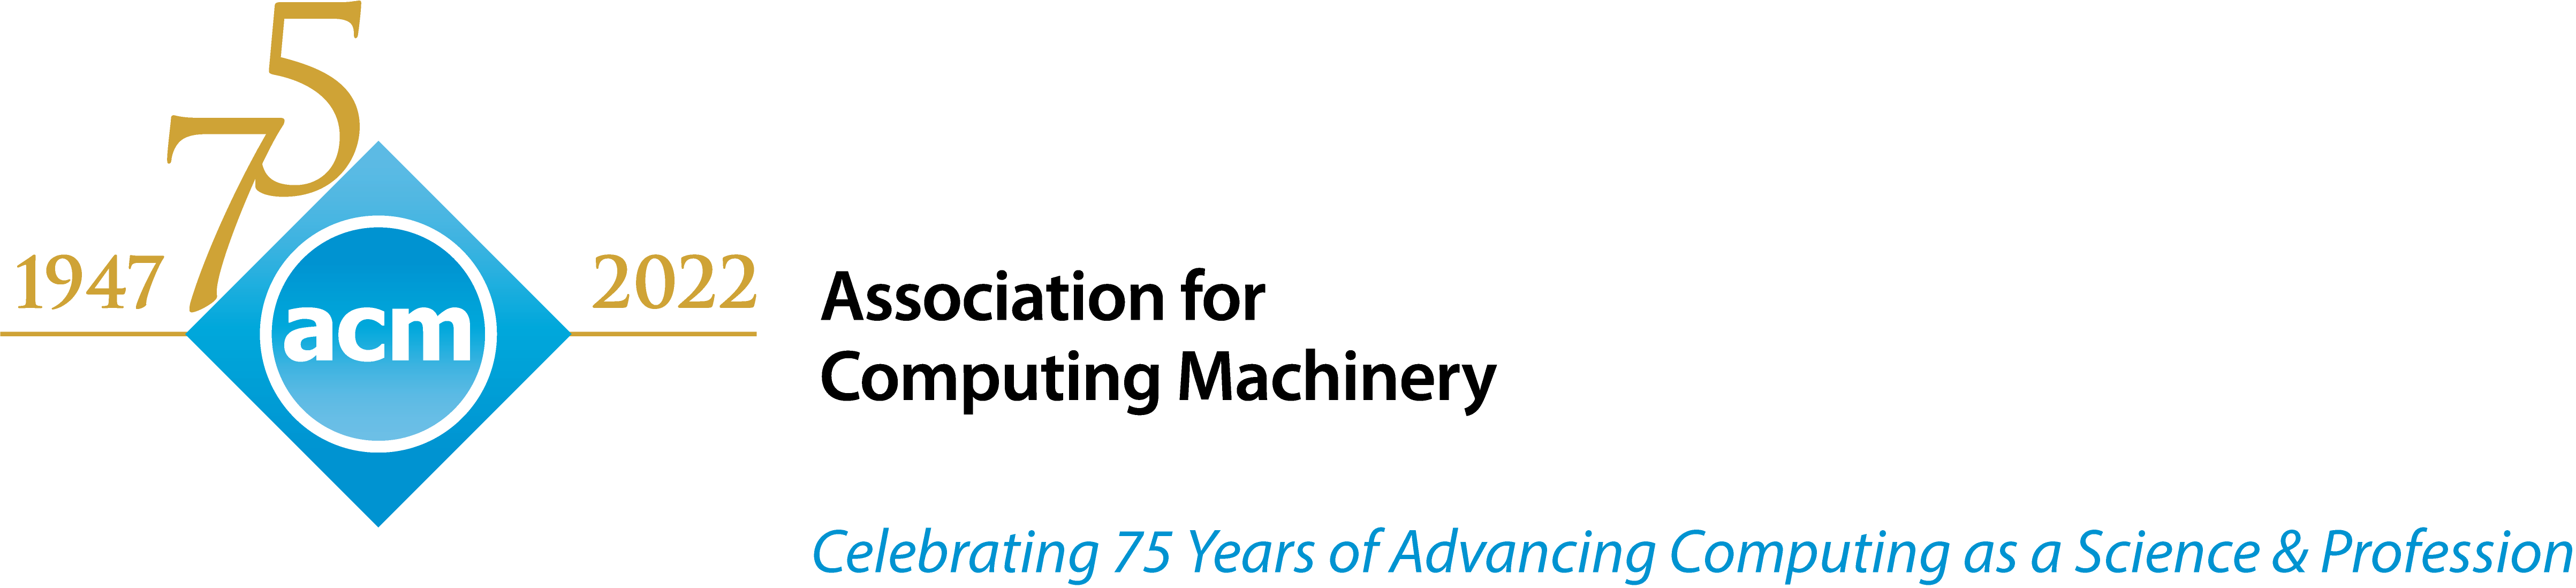 75
1947
2022
acm
Association for
Computing Machinery
Celebrating 75 Years of Advancing Computing as a Science & Profession